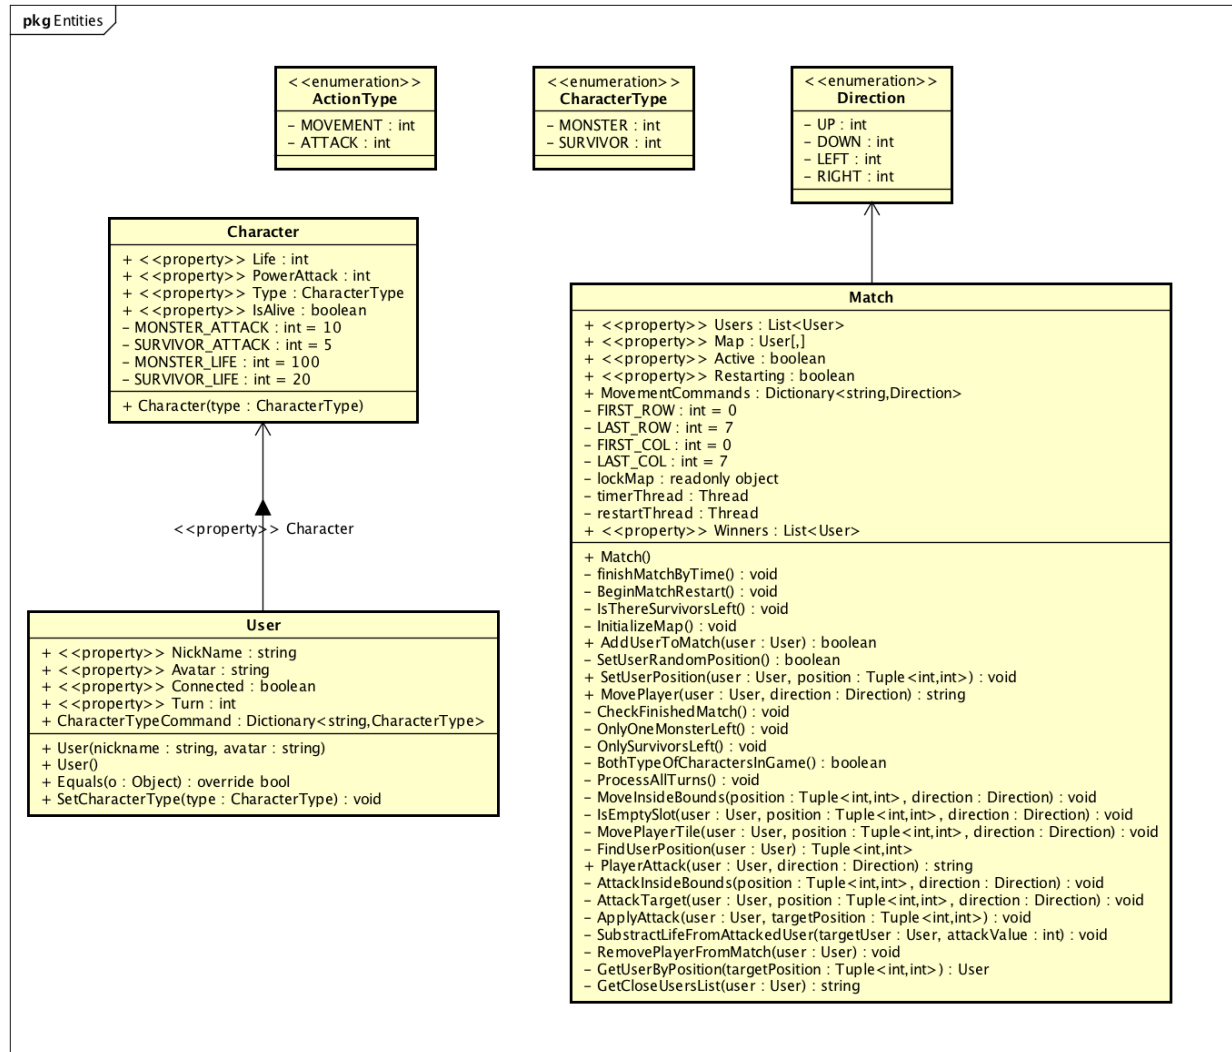 pkg Entities
<<enumeration>>
ActionType
– MOVEMENT : int
– ATTACK : int
<<enumeration>>
CharacterType
– MONSTER : int
– SURVIVOR : int
<<enumeration>>
Direction
– UP : int
– DOWN : int
– LEFT : int
– RIGHT : int
Character
+ <<property>> Life : int
+ <<property>> PowerAttack : int
+ <<property>> Type : CharacterType
+ <<property>> IsAlive : boolean
– MONSTER_ATTACK : int = 10
– SURVIVOR_ATTACK : int = 5
– MONSTER_LIFE : int = 100
– SURVIVOR_LIFE : int = 20
+ Character(type : CharacterType)
<<property>> Character
User
+ <<property>> NickName : string
+ <<property>> Avatar : string
+ <<property>> Connected : boolean
+ <<property>> Turn : int
+ CharacterTypeCommand : Dictionary<string,CharacterType>
+ User(nickname : string, avatar : string)
+ User()
+ Equals(o : Object) : override bool
+ SetCharacterType(type : CharacterType) : void
Match
+ <<property>> Users : List<User>
+ <<property>> Map : User[,]
+ <<property>> Active : boolean
+ <<property>> Restarting : boolean
+ MovementCommands : Dictionary<string,Direction>
– FIRST_ROW : int = 0
– LAST_ROW : int = 7
– FIRST_COL : int = 0
– LAST_COL : int = 7
– lockMap : readonly object
– timerThread : Thread
– restartThread : Thread
+ <<property>> Winners : List<User>
+ Match()
– finishMatchByTime() : void
– BeginMatchRestart() : void
– IsThereSurvivorsLeft() : void
– InitializeMap() : void
+ AddUserToMatch(user : User) : boolean
– SetUserRandomPosition() : boolean
+ SetUserPosition(user : User, position : Tuple<int,int>) : void
+ MovePlayer(user : User, direction : Direction) : string
– CheckFinishedMatch() : void
– OnlyOneMonsterLeft() : void
– OnlySurvivorsLeft() : void
– BothTypeOfCharactersInGame() : boolean
– ProcessAllTurns() : void
– MoveInsideBounds(position : Tuple<int,int>, direction : Direction) : void
– IsEmptySlot(user : User, position : Tuple<int,int>, direction : Direction) : void
– MovePlayerTile(user : User, position : Tuple<int,int>, direction : Direction) : void
– FindUserPosition(user : User) : Tuple<int,int>
+ PlayerAttack(user : User, direction : Direction) : string
– AttackInsideBounds(position : Tuple<int,int>, direction : Direction) : void
– AttackTarget(user : User, position : Tuple<int,int>, direction : Direction) : void
– ApplyAttack(user : User, targetPosition : Tuple<int,int>) : void
– SubstractLifeFromAttackedUser(targetUser : User, attackValue : int) : void
– RemovePlayerFromMatch(user : User) : void
– GetUserByPosition(targetPosition : Tuple<int,int>) : User
– GetCloseUsersList(user : User) : string